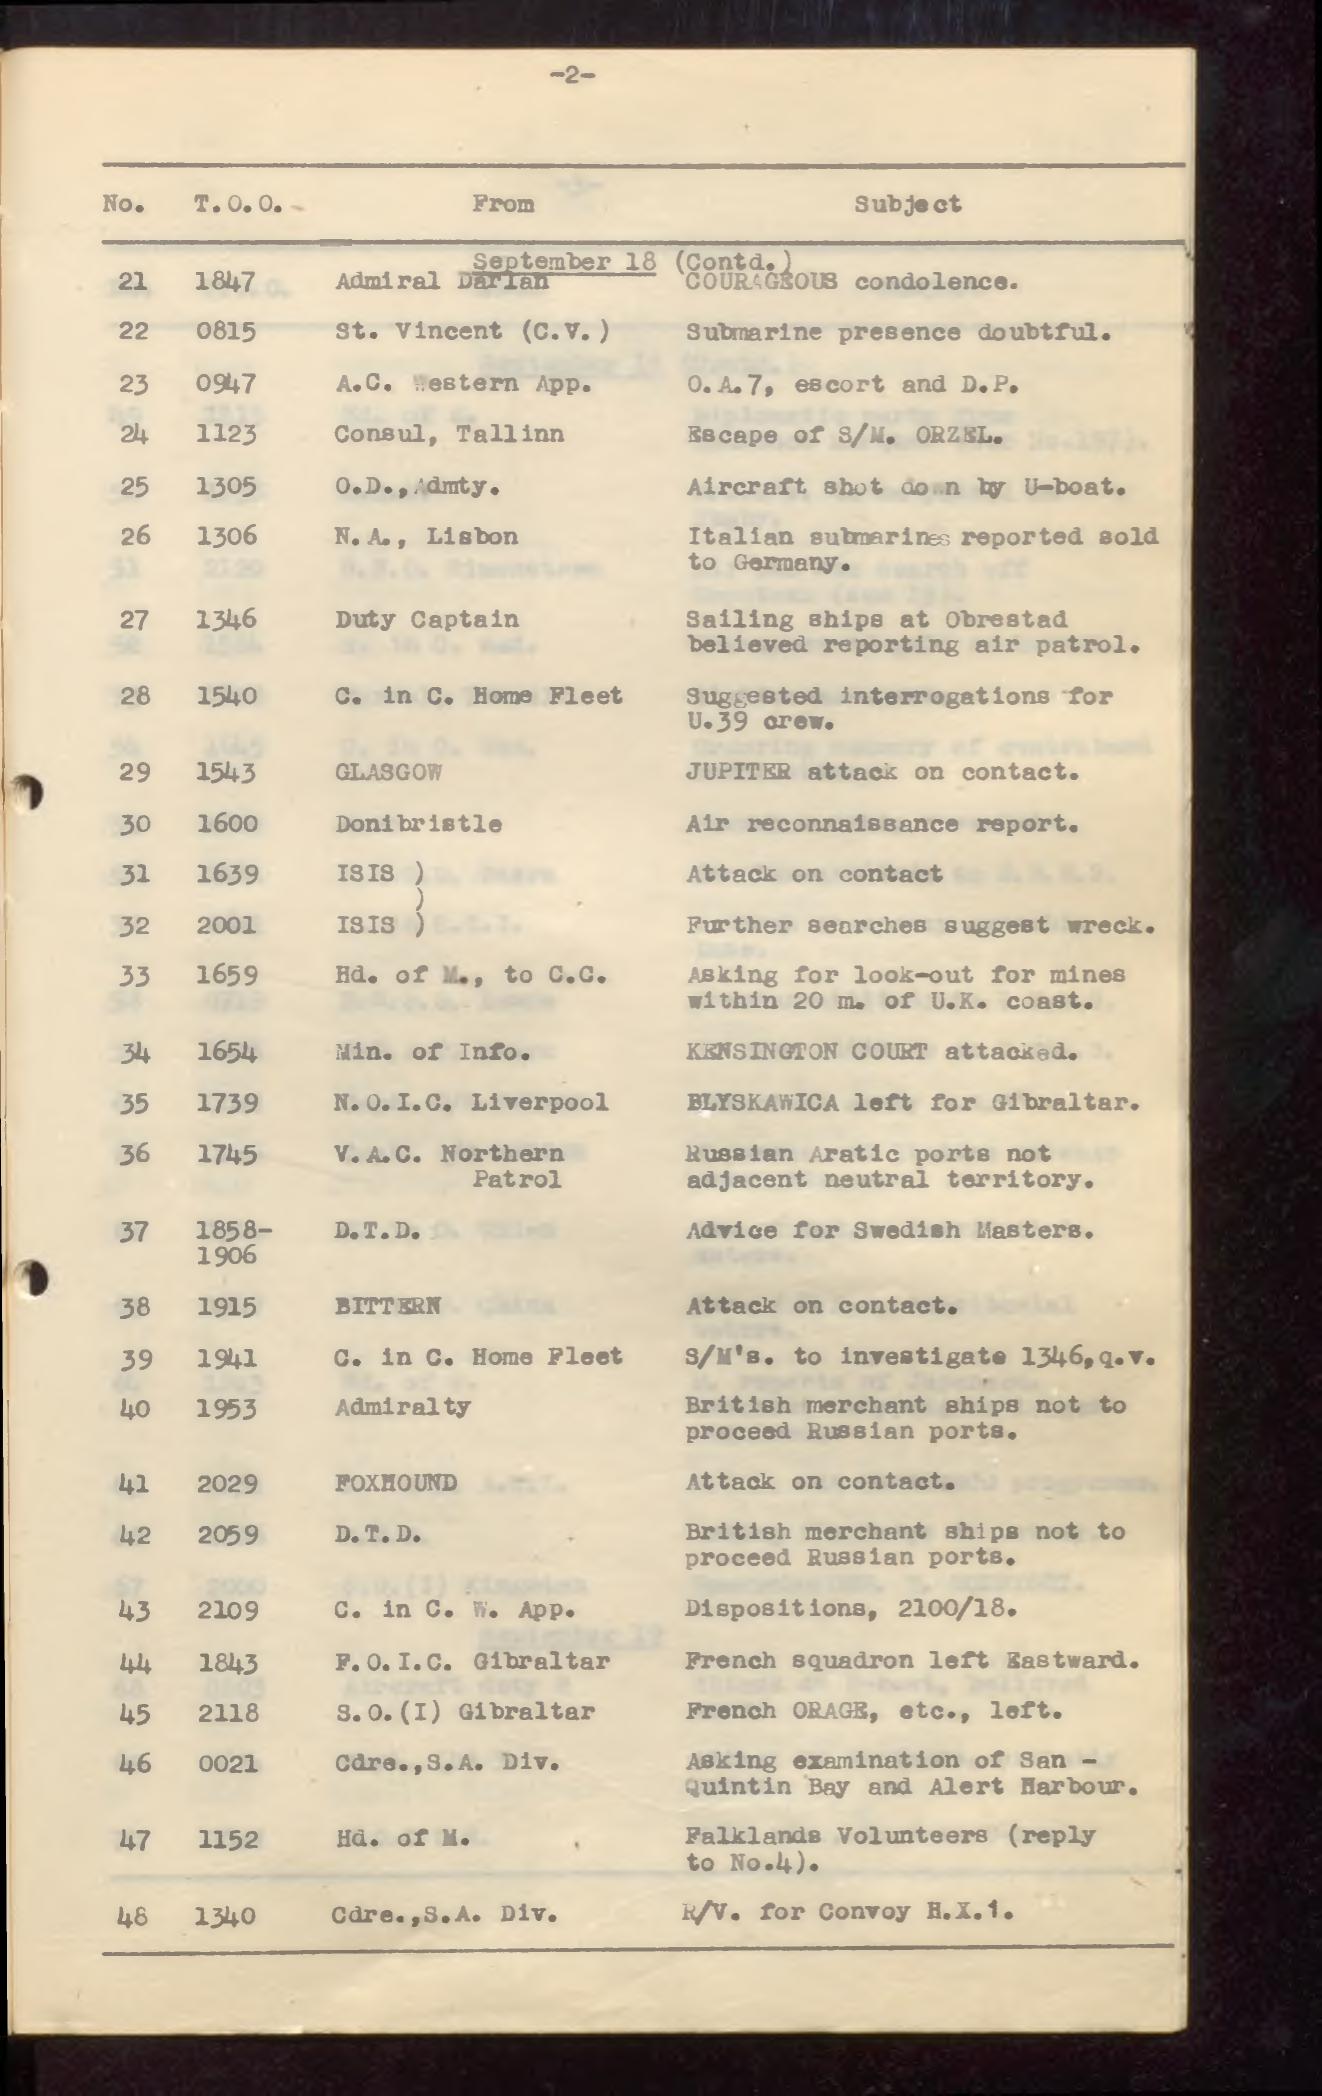 -2-
No. T.O.O. From Subject
September 18 (Contd.)
21 1847 Admiral Darlan COURAGEOUS condolence.
22 0815 St. Vincent (C.V.) Submarine presence doubtful.
23 0947 A.C. Western App. O.A.7, escort and D.P.
24 1123 Consul, Tallinn Escape of S/M. ORZEL.
25 1305 O.D.,Admty. Aircraft shot down by U-boat.
26 1306 N.A., Lisbon Italian submarines reported sold
to Germany.
27 1346 Duty Captain Sailing ships at Obrestad
believed reporting air patrol.
28 1540 C. in C. Home Fleet Suggested interrogations for
U.39 crew.
29 1543 GLASGOW JUPITER attack on contact.
30 1600 Donibristle Air reconnaissance report.
31 1639 ISIS ) Attack on contact
)
32 2001 ISIS ) Further searches suggest wreck.
33 1659 Hd. of M., to C.C. Asking for look-out for mines
within 20 m. of U.K. coast.
34 1654 Min. of Info. KENSINGTON COURT attacked.
35 1739 N.O.I.C. Liverpool BLYSKAWICA left for Gibraltar.
36 1745 V.A.C. Northern Russian Aratic ports not
Patrol adjacent neutral territory.
37 1858- D.T.D. Advice for Swedish Masters.
1906
38 1915 BITTERN Attack on contact.
39 1941 C. in C. Home Fleet S/M's. to investigate 1346,q.v.
40 1953 Admiralty British merchant ships not to
proceed Russian ports.
41 2029 FOXHOUND Attack on contact.
42 2059 D.T.D. British merchant ships not to
proceed Russian ports.
43 2109 C. in C. W. App. Dispositions, 2100/18.
44 1843 F.O.I.C. Gibraltar French squadron left Eastward.
45 2118 S.O.(I) Gibraltar French ORAGE, etc., left.
46 0021 Cdre.,S.A. Div. Asking examination of San -
Quintin Bay and Alert Harbour.
47 1152 Hd. of M. Falklands Volunteers (reply
to No.4).
48 1340 Cdre.,S.A. Div. R/V. for Convoy H.X.1.